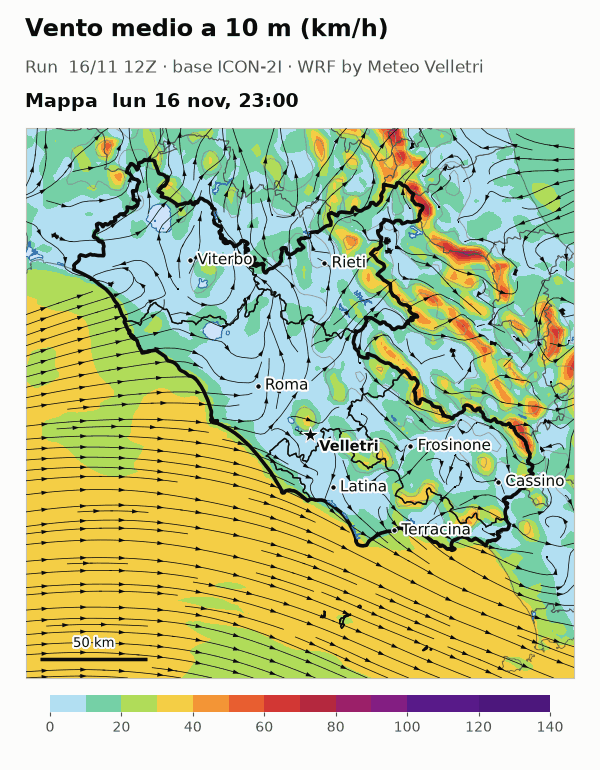 Vento medio a 10 m (km/h)
Run  16/11 12Z · base ICON-2I · WRF by Meteo Velletri
Mappa  lun 16 nov, 23:00
Viterbo
Rieti
Roma
Velletri
Frosinone
Latina
Cassino
Terracina
50 km
0 20 40 60 80 100 120 140